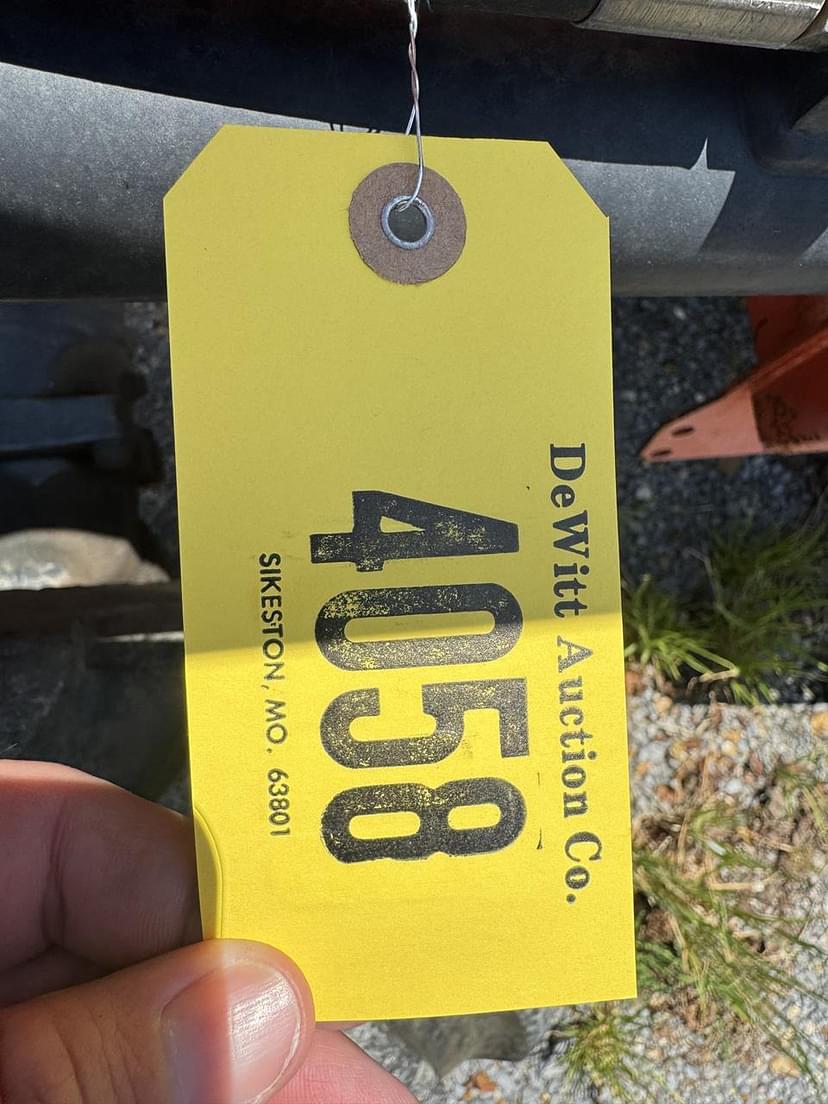 DeWitt Auction Co.
4058
SIKESTON, MO. 63801